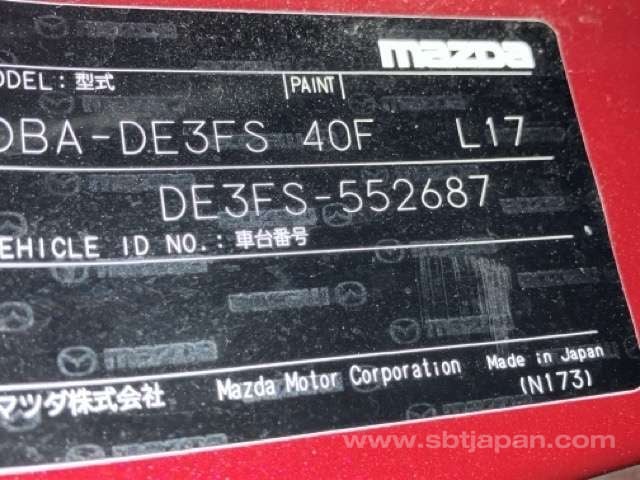 mazda
ODEL: 型式 |PAINT|
DBA-DE3FS 40F L17
DE3FS-552687
EHICLE ID NO.: 車台番号
マツダ株式会社 Mazda Motor Corporation Made in Japan
(N173)
www.sbtjapan.com